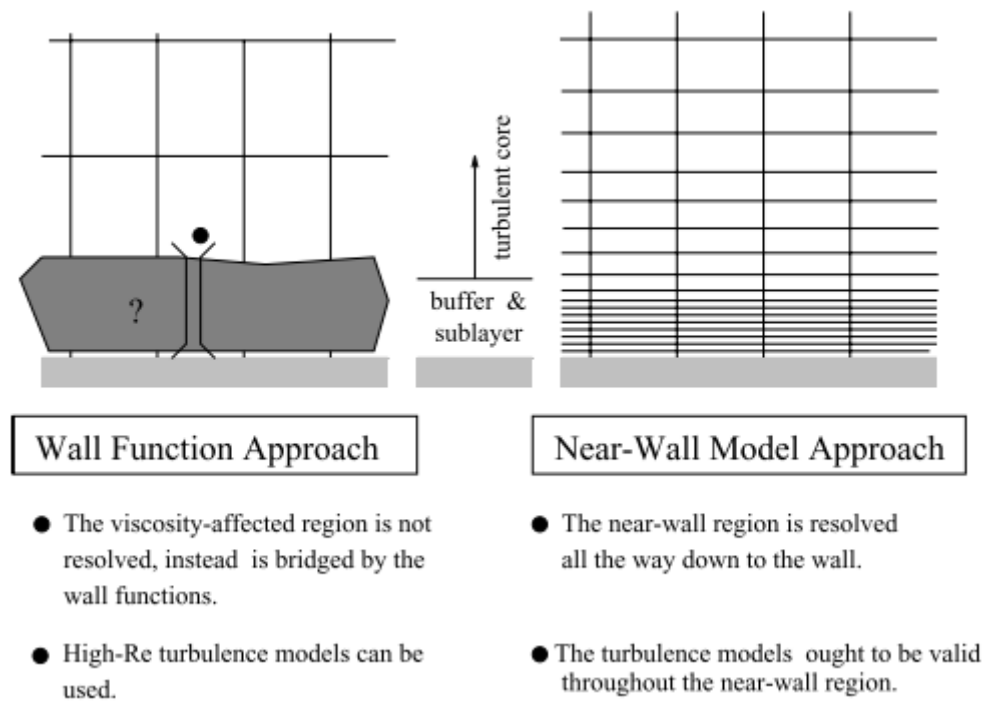 ?
turbulent core
buffer &
sublayer
Wall Function Approach
The viscosity-affected region is not
resolved, instead is bridged by the
wall functions.
High-Re turbulence models can be
used.
Near-Wall Model Approach
The near-wall region is resolved
all the way down to the wall.
The turbulence models ought to be valid
throughout the near-wall region.